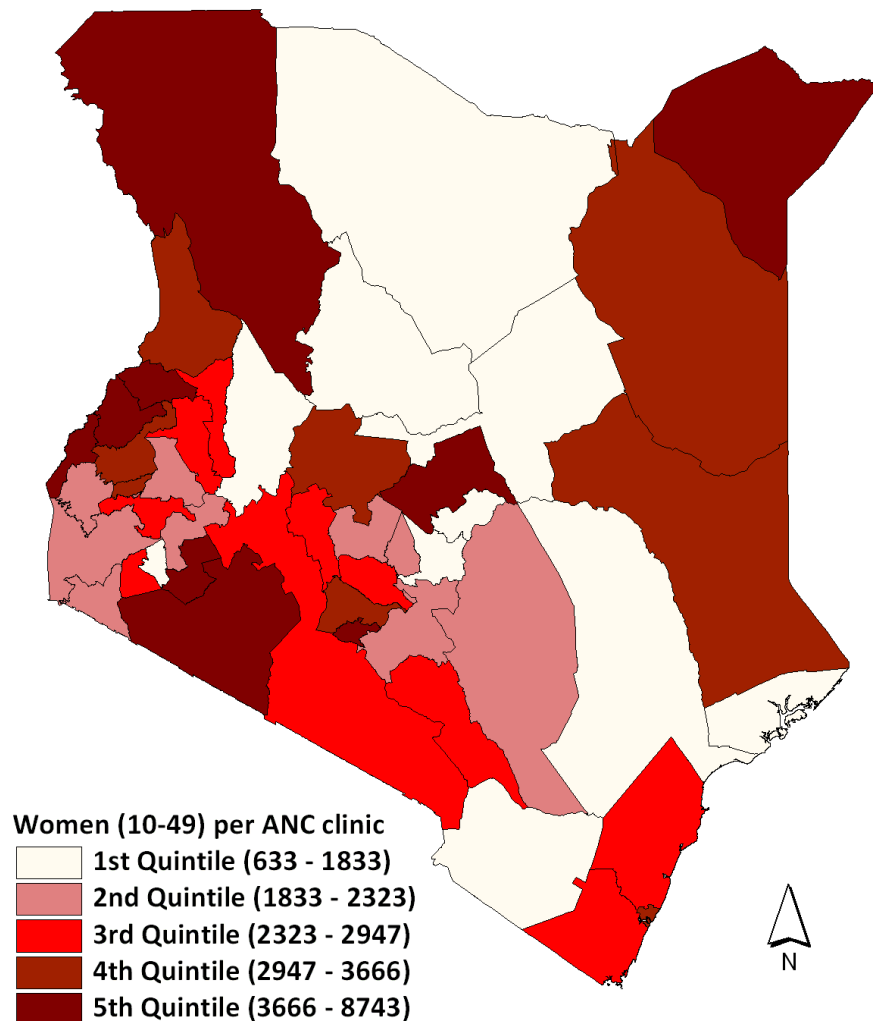 Women (10-49) per ANC clinic
1st Quintile (633 - 1833)
2nd Quintile (1833 - 2323)
3rd Quintile (2323 - 2947)
4th Quintile (2947 - 3666)
5th Quintile (3666 - 8743)
N